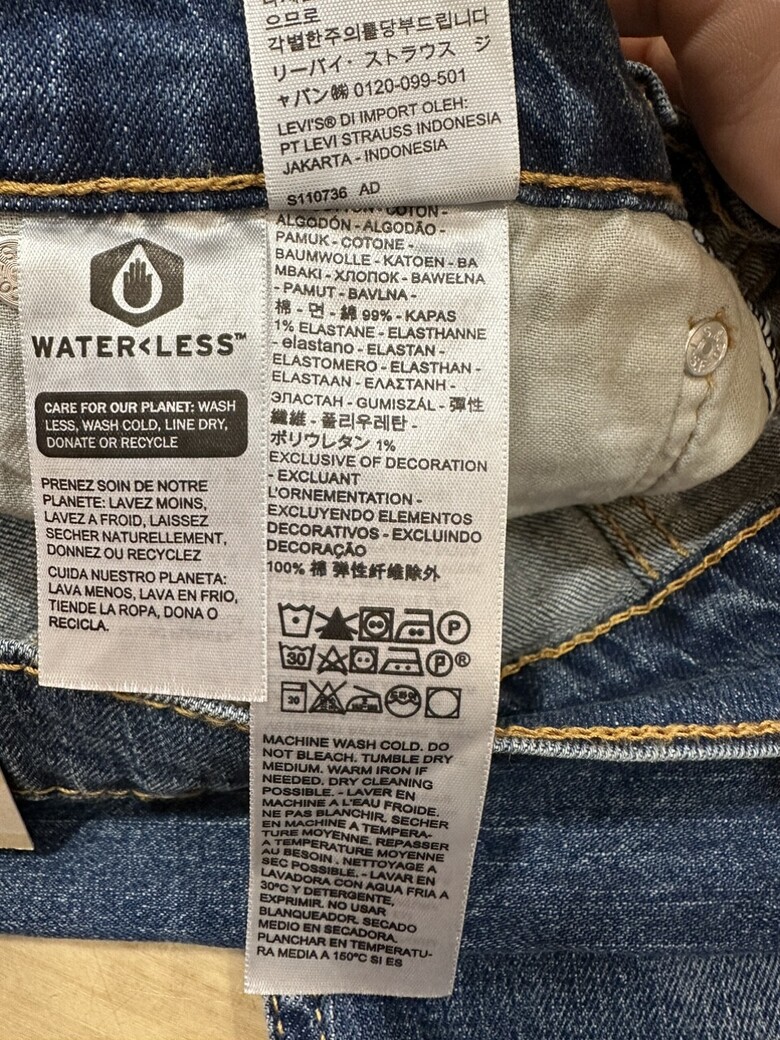 으므로
각별한주의를당부드립니다
リーバイ・ストラウス ジ
ャパン㈱ 0120-099-501
LEVI'S® DI IMPORT OLEH:
PT LEVI STRAUSS INDONESIA
JAKARTA - INDONESIA
S110736 AD
WATER<LESS™
CARE FOR OUR PLANET: WASH
LESS, WASH COLD, LINE DRY,
DONATE OR RECYCLE
PRENEZ SOIN DE NOTRE
PLANETE: LAVEZ MOINS,
LAVEZ A FROID, LAISSEZ
SECHER NATURELLEMENT,
DONNEZ OU RECYCLEZ
CUIDA NUESTRO PLANETA:
LAVA MENOS, LAVA EN FRIO,
TIENDE LA ROPA, DONA O
RECICLA.
COTON -
ALGODÓN - ALGODÃO -
PAMUK - COTONE -
BAUMWOLLE - KATOEN - BA
MBAKI - ХЛОПОК - BAWEŁNA
- PAMUT - BAVLNA -
棉 - 면 - 綿 99% - KAPAS
1% ELASTANE - ELASTHANNE
- elastano - ELASTAN -
ELASTOMERO - ELASTHAN -
ELASTAAN - ΕΛΑΣΤΑΝΗ -
ЭЛАСТАН - GUMISZÁL - 彈性
纖維 - 폴리우레탄 -
ポリウレタン 1%
EXCLUSIVE OF DECORATION
- EXCLUANT
L'ORNEMENTATION -
EXCLUYENDO ELEMENTOS
DECORATIVOS - EXCLUINDO
DECORAÇÃO
100% 棉 弹性纤维除外
P
30 P ®
30
MACHINE WASH COLD. DO
NOT BLEACH. TUMBLE DRY
MEDIUM. WARM IRON IF
NEEDED. DRY CLEANING
POSSIBLE. - LAVER EN
MACHINE A L'EAU FROIDE.
NE PAS BLANCHIR. SECHER
EN MACHINE A TEMPERA-
TURE MOYENNE. REPASSER
A TEMPERATURE MOYENNE
AU BESOIN . NETTOYAGE A
SEC POSSIBLE. - LAVAR EN
LAVADORA CON AGUA FRIA A
30ºC Y DETERGENTE,
EXPRIMIR. NO USAR
BLANQUEADOR. SECADO
MEDIO EN SECADORA.
PLANCHAR EN TEMPERATU-
RA MEDIA A 150ºC SI ES